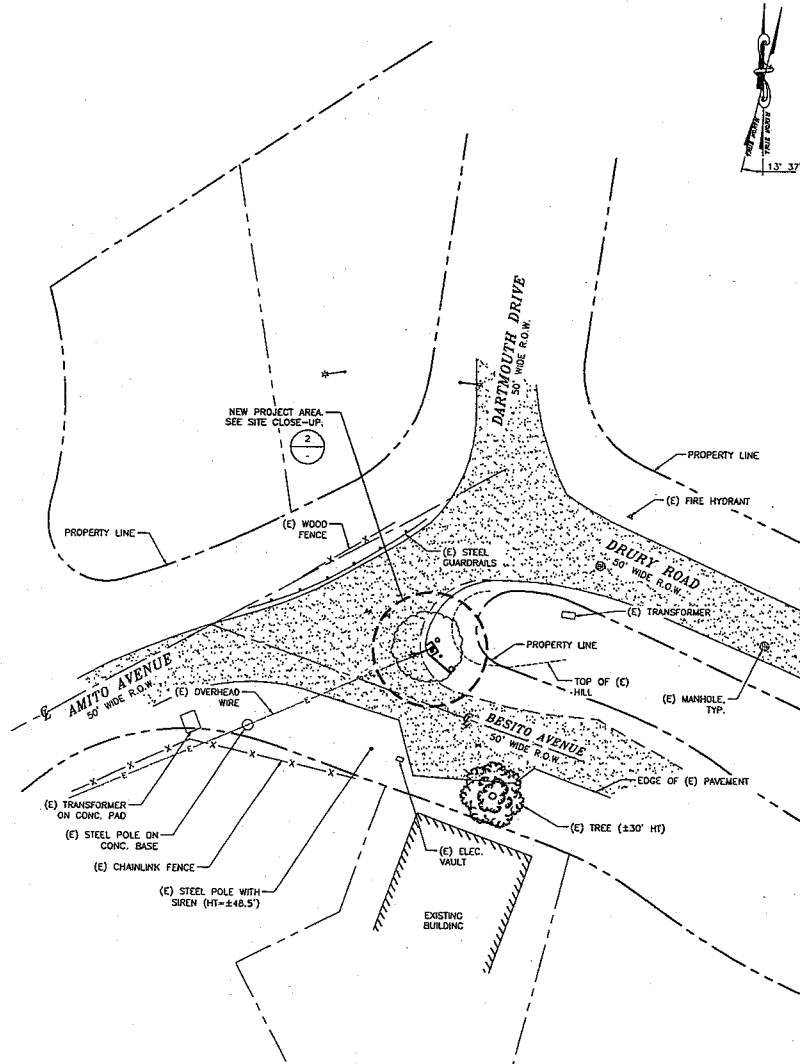 TRUE NORTH
13° 37'
DARTMOUTH DRIVE
50' WIDE R.O.W.
NEW PROJECT AREA.
SEE SITE CLOSE-UP,
2
-
PROPERTY LINE
(E) FIRE HYDRANT
PROPERTY LINE
(E) WOOD
FENCE
(E) STEEL
GUARDRAILS
DRURY ROAD
50' WIDE R.O.W.
(E) TRANSFORMER
PROPERTY LINE
AMITO AVENUE
50' WIDE R.O.W.
(E) OVERHEAD
WIRE
TOP OF (E)
HILL
(E) MANHOLE,
TYP.
BESITO AVENUE
50' WIDE R.O.W.
EDGE OF (E) PAVEMENT
(E) TRANSFORMER
ON CONC. PAD
(E) STEEL POLE ON
CONC. BASE
(E) TREE (±30' HT)
(E) CHAINLINK FENCE
(E) ELEC.
VAULT
(E) STEEL POLE WITH
SIREN (HT=±48.5')
EXISTING
BUILDING